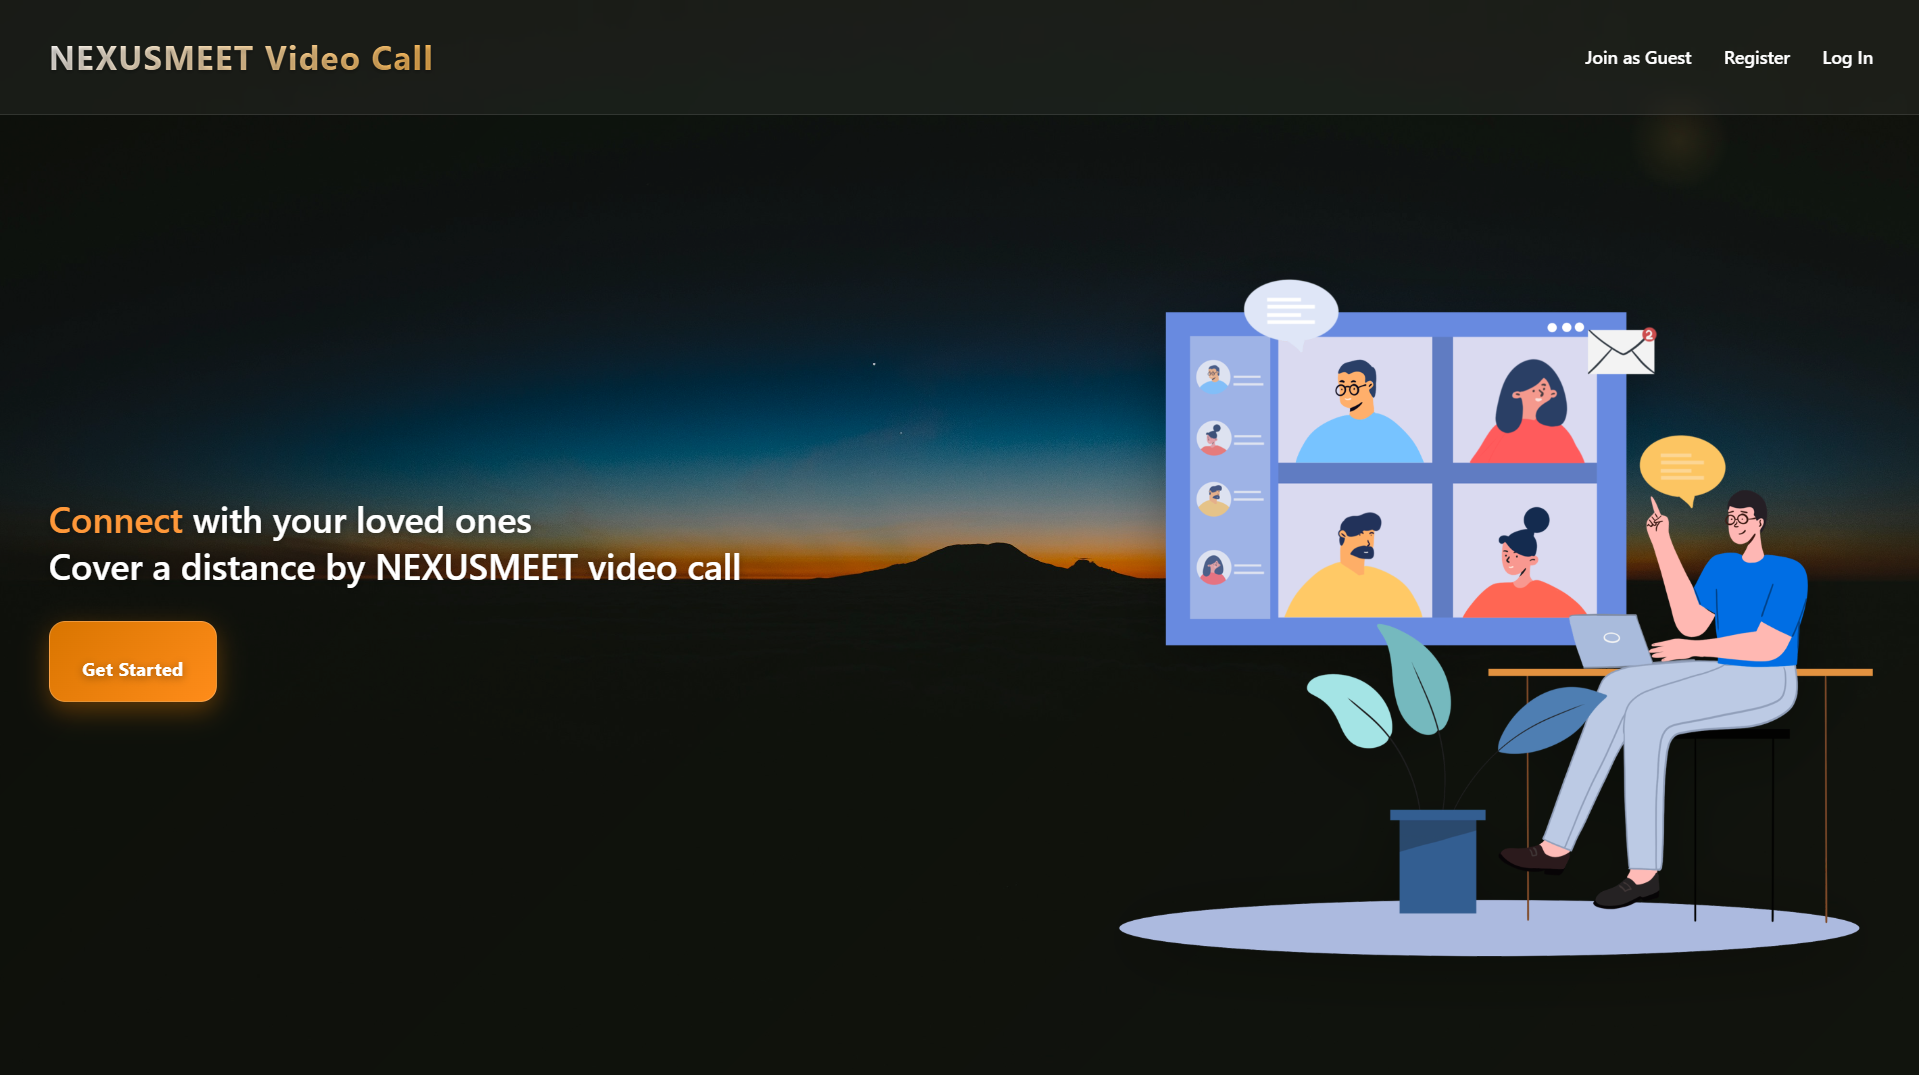 NEXUSMEET Video Call
Join as Guest
Register
Log In
2
Connect with your loved ones
Cover a distance by NEXUSMEET video call
Get Started